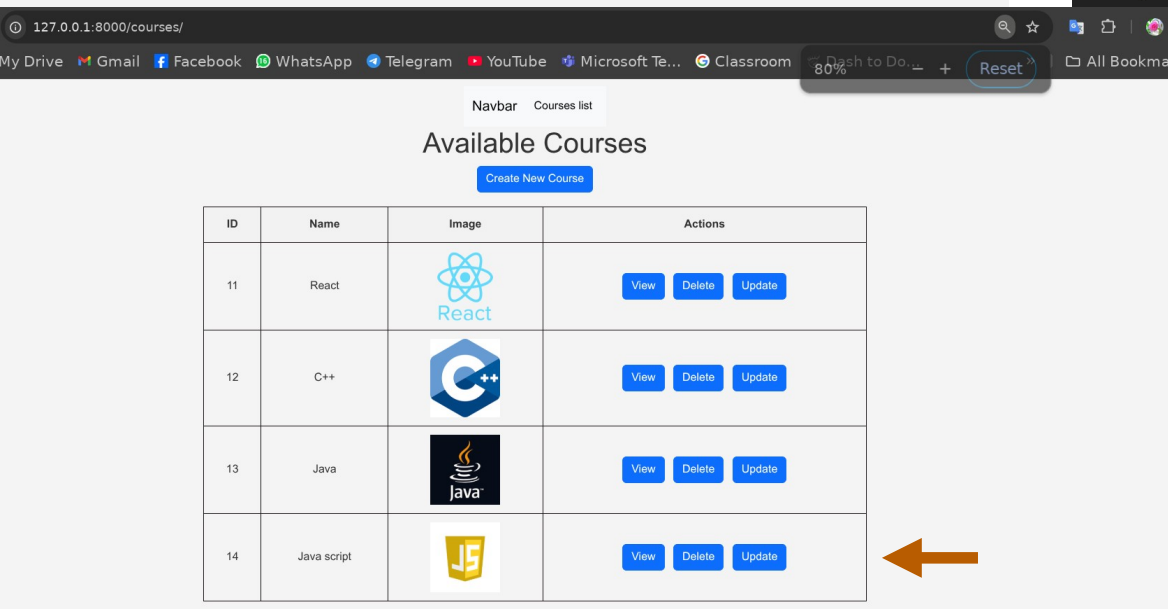 127.0.0.1:8000/courses/
My Drive Gmail Facebook WhatsApp Telegram YouTube Microsoft Te... Classroom to Do... » All Bookma
80% − + Reset
Navbar Courses list
Available Courses
Create New Course
ID Name Image Actions
11 React React View Delete Update
12 C++ C++ View Delete Update
13 Java Java View Delete Update
14 Java script JS View Delete Update